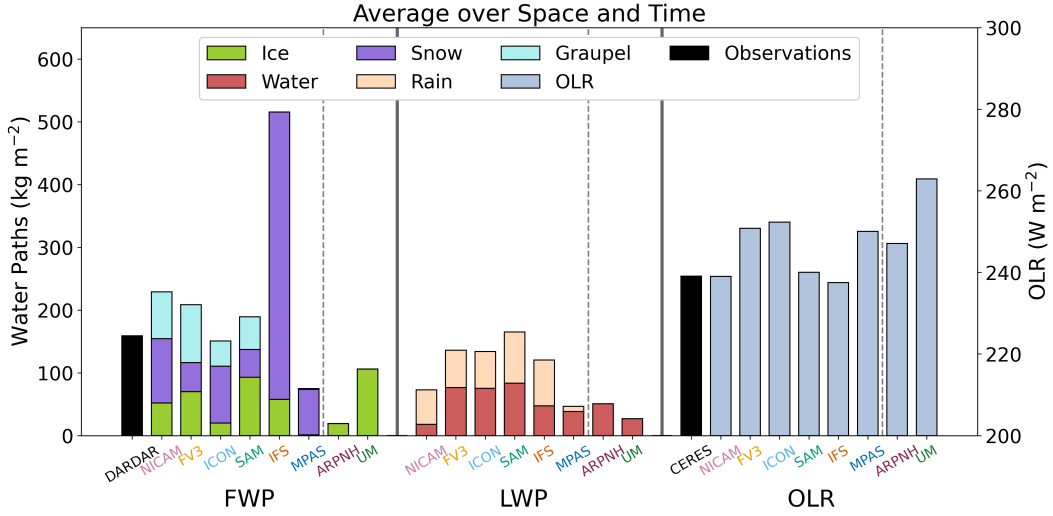 Average over Space and Time
Ice
Snow
Graupel
Observations
Water
Rain
OLR
Water Paths (kg m−2)
600
500
400
300
200
100
0
OLR (W m−2)
300
280
260
240
220
200
DARDAR
NICAM
FV3
ICON
SAM
IFS
MPAS
ARPNH
UM
FWP
NICAM
FV3
ICON
SAM
IFS
MPAS
ARPNH
UM
LWP
CERES
NICAM
FV3
ICON
SAM
IFS
MPAS
ARPNH
UM
OLR